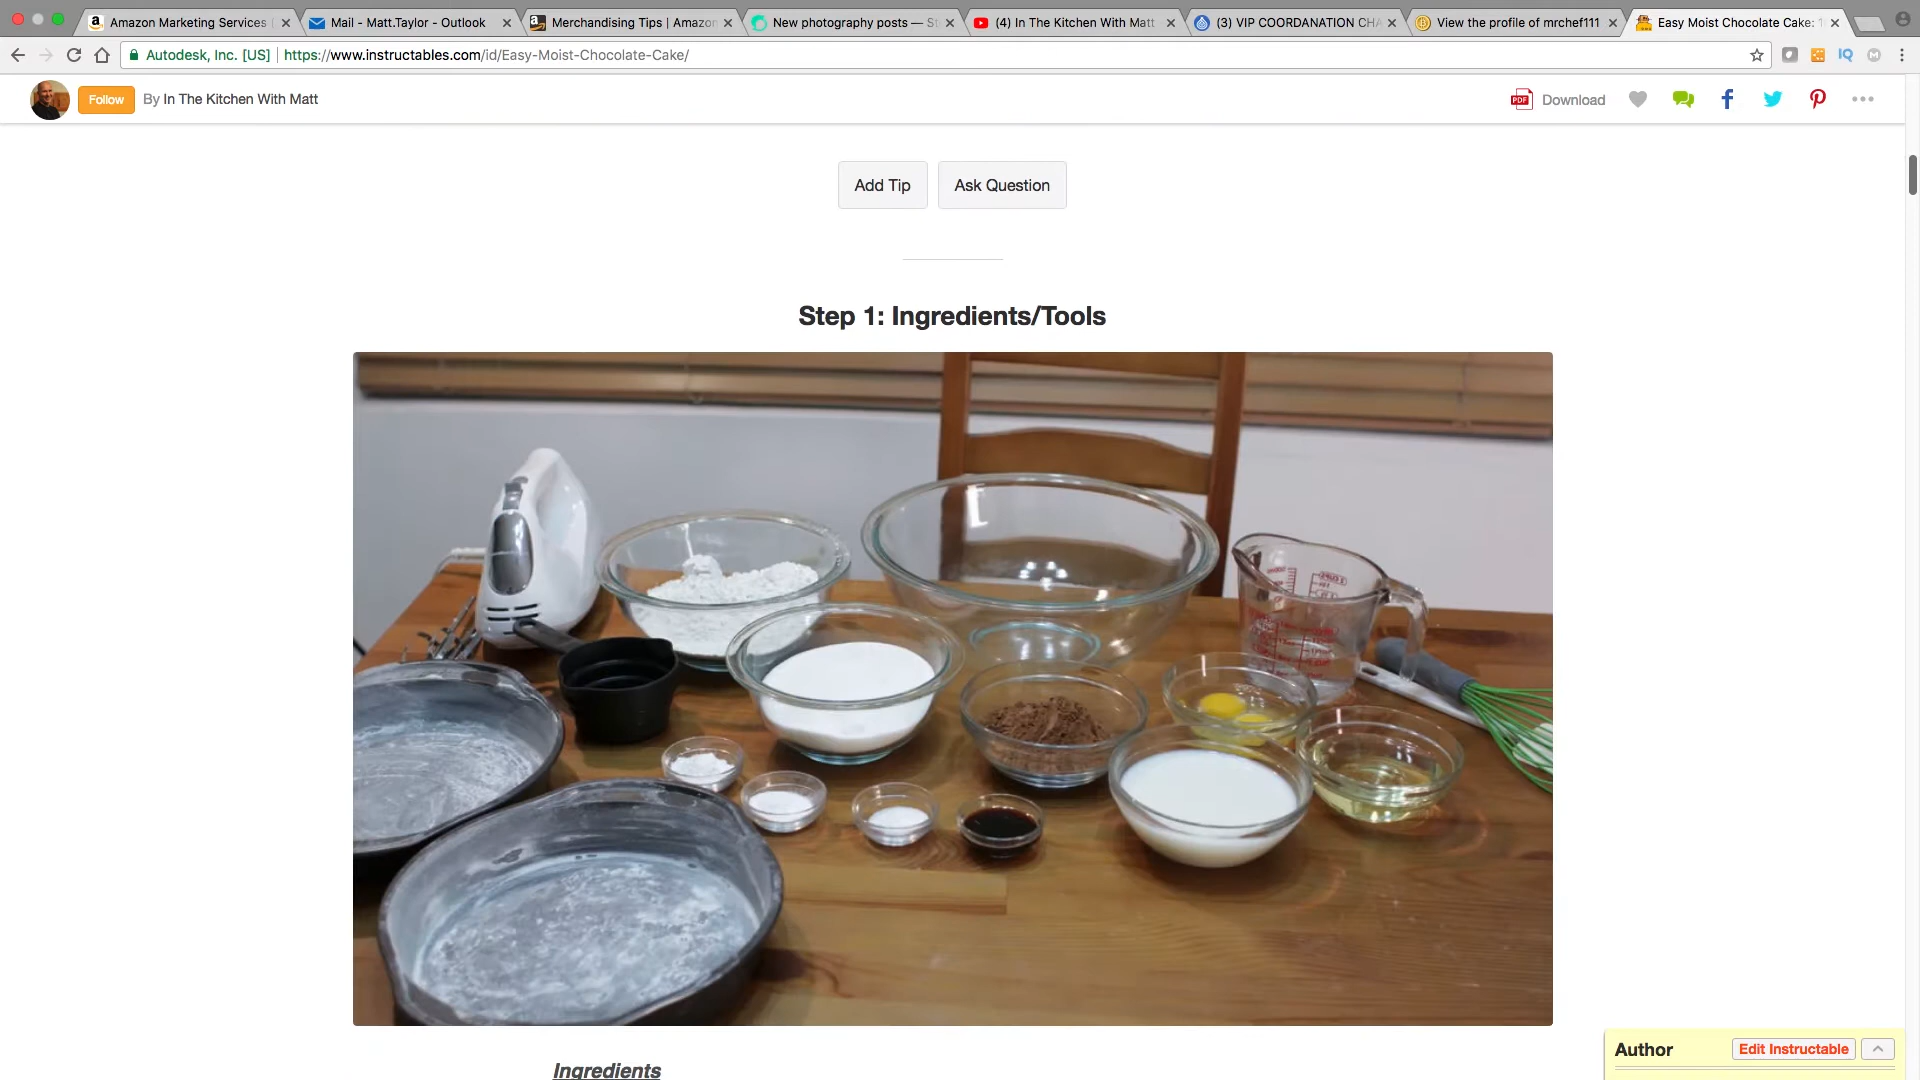 Amazon Marketing Services
Mail - Matt.Taylor - Outlook
Merchandising Tips | Amazon
New photography posts — St
(4) In The Kitchen With Matt
(3) VIP COORDANATION CHA
View the profile of mrchef111
Easy Moist Chocolate Cake: 1
Autodesk, Inc. [US] | https://www.instructables.com/id/Easy-Moist-Chocolate-Cake/
IQ
Follow By In The Kitchen With Matt
PDF Download
Add Tip Ask Question
Step 1: Ingredients/Tools
Ingredients
Author Edit Instructable